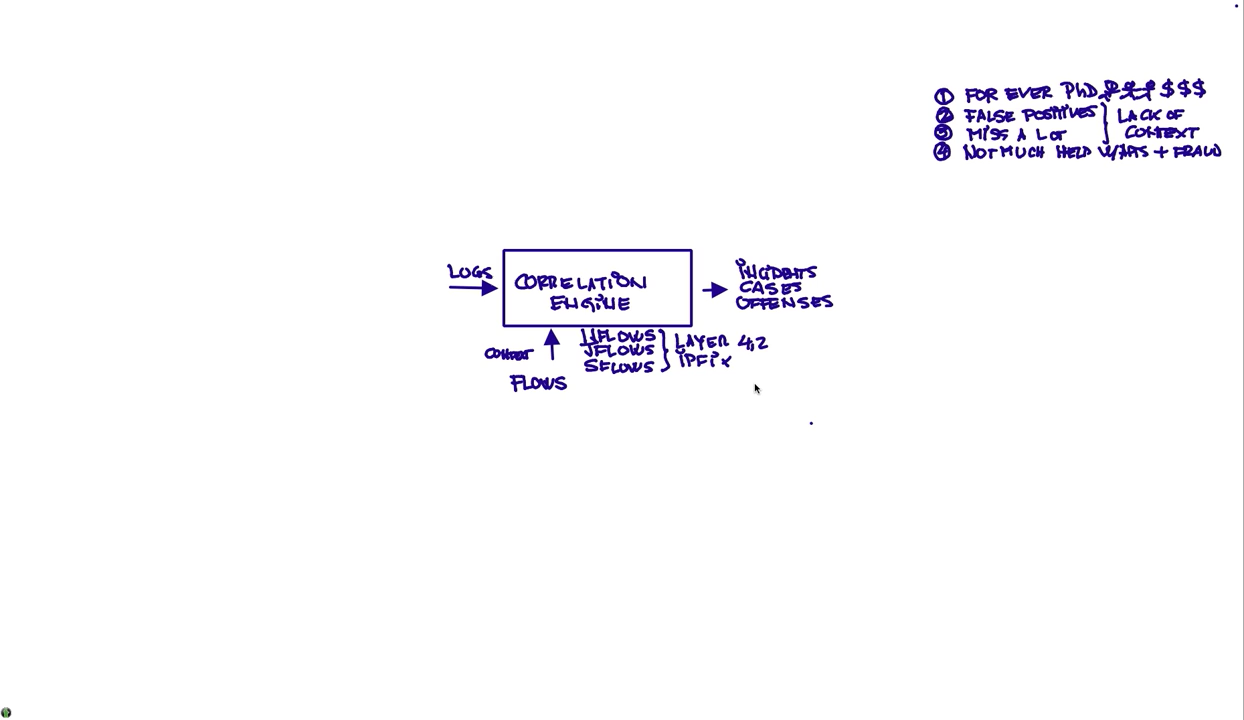 ① FOR EVER PhD $$$
② FALSE POSITIVES } LACK OF
③ MISS A LOT CONTEXT
④ NOT MUCH HELP W/APTS + FRAUD
LOGS
CORRELATION
ENGINE
INCIDENTS
CASES
OFFENSES
CONTEXT
FLOWS
JFLOWS
SFLOWS
LAYER 4,2
IPFIX